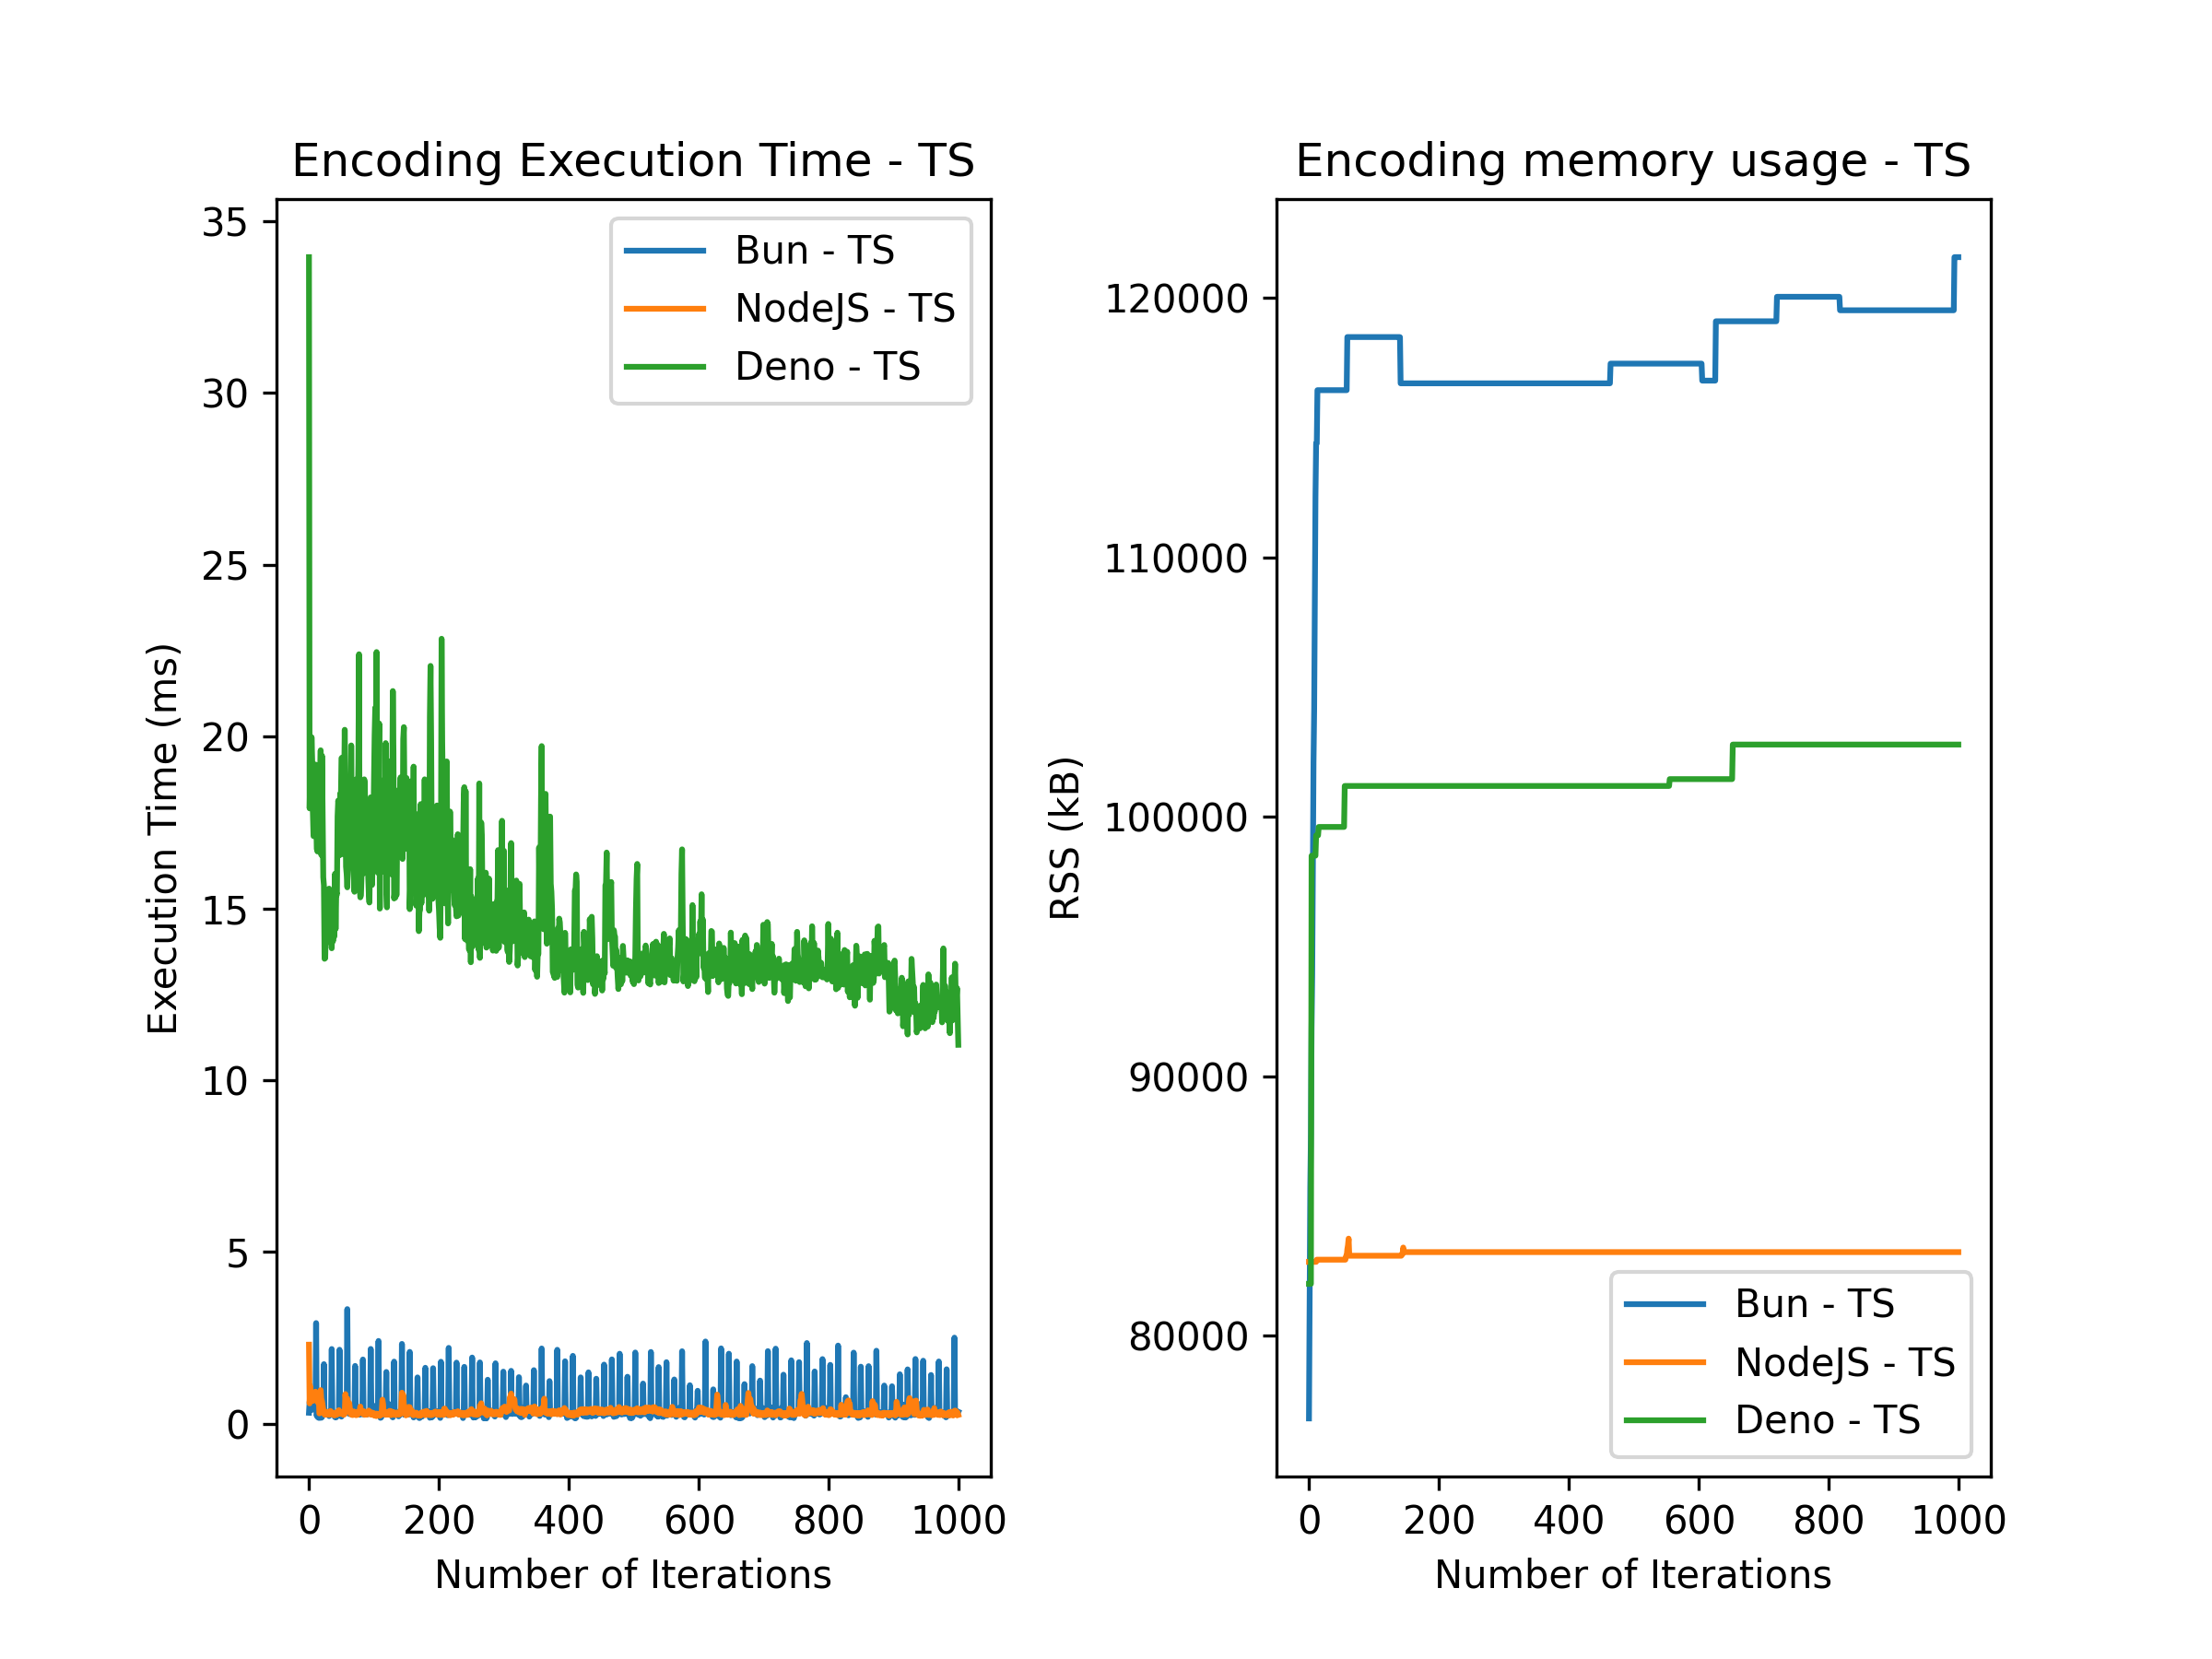 Encoding Execution Time - TS
35
30
25
20
15
10
5
0
Execution Time (ms)
Bun - TS
NodeJS - TS
Deno - TS
0 200 400 600 800 1000
Number of Iterations
Encoding memory usage - TS
120000
110000
100000
90000
80000
RSS (kB)
Bun - TS
NodeJS - TS
Deno - TS
0 200 400 600 800 1000
Number of Iterations